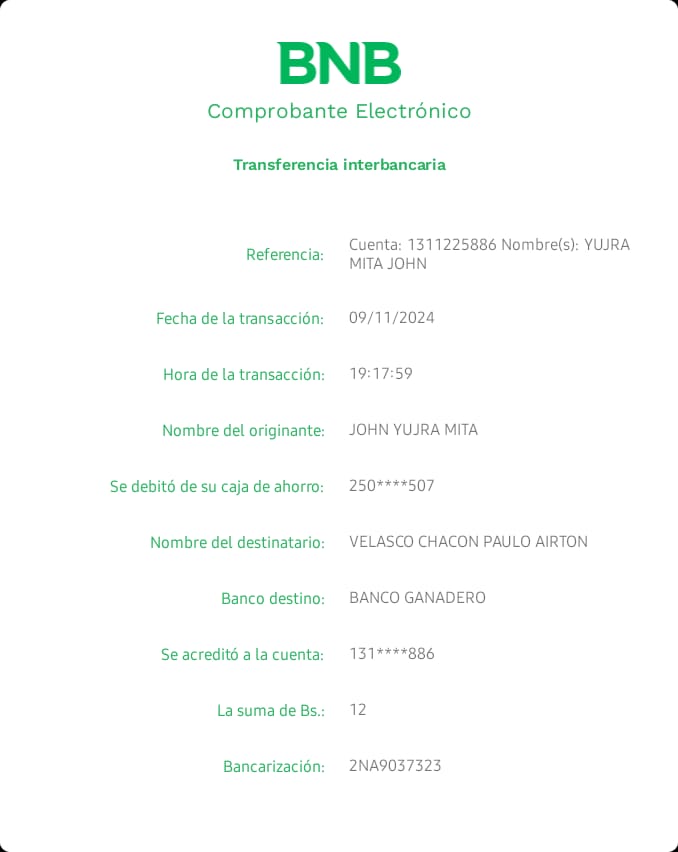 BNB
Comprobante Electrónico
Transferencia interbancaria
Referencia: Cuenta: 1311225886 Nombre(s): YUJRA
MITA JOHN
Fecha de la transacción: 09/11/2024
Hora de la transacción: 19:17:59
Nombre del originante: JOHN YUJRA MITA
Se debitó de su caja de ahorro: 250****507
Nombre del destinatario: VELASCO CHACON PAULO AIRTON
Banco destino: BANCO GANADERO
Se acreditó a la cuenta: 131****886
La suma de Bs.: 12
Bancarización: 2NA9037323